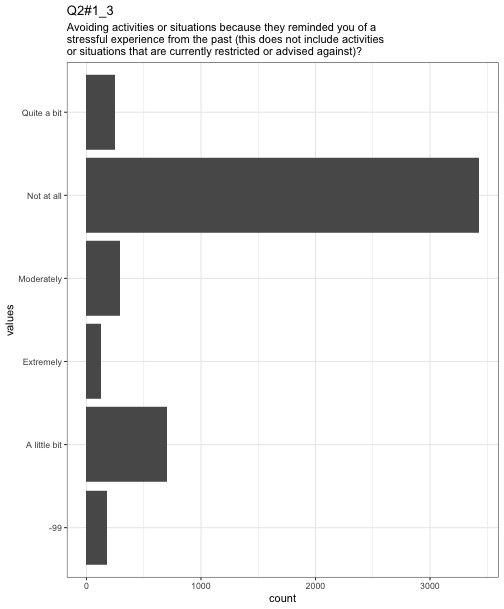 Q2#1_3
Avoiding activities or situations because they reminded you of a
stressful experience from the past (this does not include activities
or situations that are currently restricted or advised against)?
values
Quite a bit
Not at all
Moderately
Extremely
A little bit
-99
0 1000 2000 3000
count